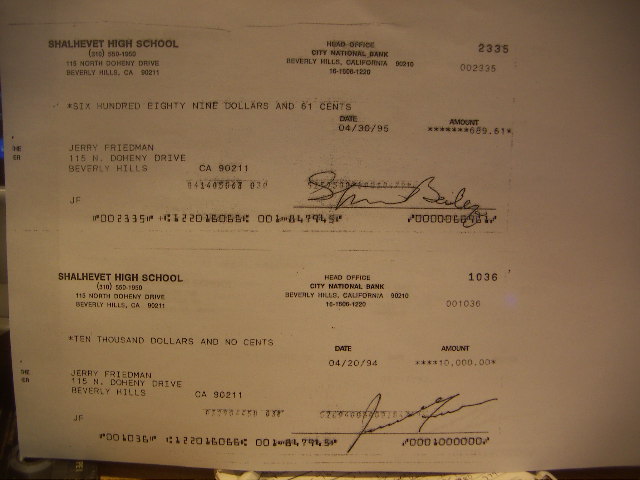 SHALHEVET HIGH SCHOOL
(310) 550-1950
115 NORTH DOHENY DRIVE
BEVERLY HILLS, CA 90211
HEAD OFFICE
CITY NATIONAL BANK
BEVERLY HILLS, CALIFORNIA 90210
16-1606-1220
2335
002335
*SIX HUNDRED EIGHTY NINE DOLLARS AND 61 CENTS
DATE
04/30/95
AMOUNT
*******689.61*
THE
ER
JERRY FRIEDMAN
115 N. DOHENY DRIVE
BEVERLY HILLS CA 90211
JF
SHALHEVET HIGH SCHOOL
(310) 550-1950
115 NORTH DOHENY DRIVE
BEVERLY HILLS, CA 90211
HEAD OFFICE
CITY NATIONAL BANK
BEVERLY HILLS, CALIFORNIA 90210
16-1606-1220
1036
001036
*TEN THOUSAND DOLLARS AND NO CENTS
DATE
04/20/94
AMOUNT
****10,000.00*
THE
ER
JERRY FRIEDMAN
115 N. DOHENY DRIVE
BEVERLY HILLS CA 90211
JF